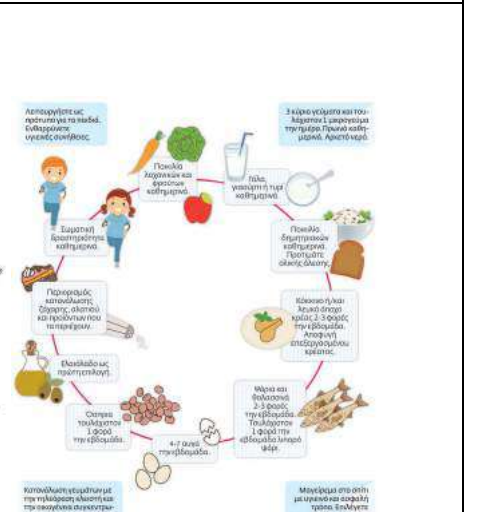 Λειτουργήστε ως
πρότυπο για τα παιδιά.
Ενθαρρύνετε
υγιεινές συνήθειες.
3 κύρια γεύματα και του-
λάχιστον 1 μικρογεύμα
την ημέρα. Πρωινό καθη-
μερινά. Αρκετό νερό.
Ποικιλία
λαχανικών και
φρούτων
καθημερινά.
Γάλα,
γιαούρτι ή τυρί
καθημερινά.
Ποικιλία
δημητριακών
καθημερινά.
Προτιμάτε
ολικής άλεσης.
Κόκκινο ή/και
λευκό άπαχο
κρέας 2-3 φορές
την εβδομάδα.
Αποφυγή
επεξεργασμένου
κρέατος.
Ψάρια και
θαλασσινά
2-3 φορές
την εβδομάδα.
Τουλάχιστον
1 φορά την
εβδομάδα λιπαρό
ψάρι.
4-7 αυγά
την εβδομάδα.
Όσπρια
τουλάχιστον
1 φορά
την εβδομάδα.
Ελαιόλαδο ως
πρώτη επιλογή.
Περιορισμός
κατανάλωσης
ζάχαρης, αλατιού
και προϊόντων που
τα περιέχουν.
Σωματική
δραστηριότητα
καθημερινά.
Κατανάλωση γευμάτων με
την τηλεόραση κλειστή και
την οικογένεια συγκεντρω-
Μαγείρεμα στο σπίτι
με υγιεινό και ασφαλή
τρόπο. Επιλέγετε